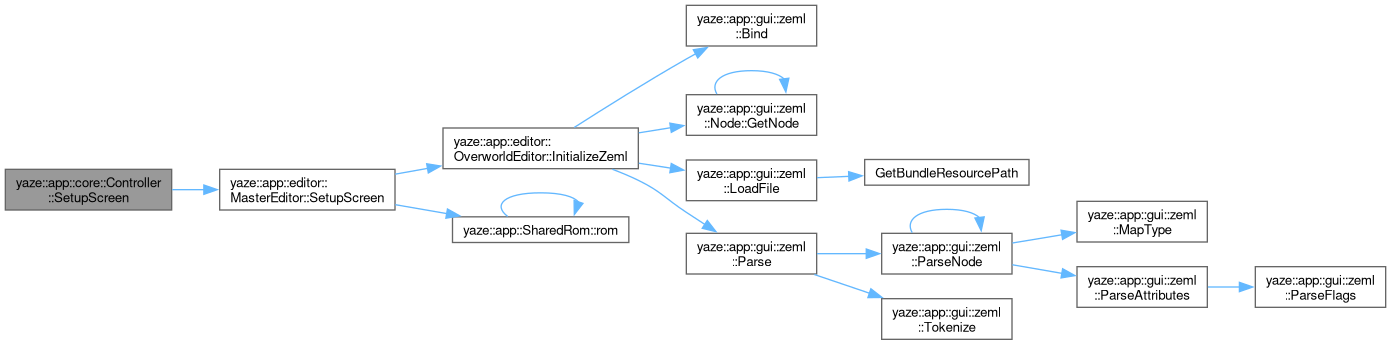 yaze::app::core::Controller
::SetupScreen
yaze::app::editor::
MasterEditor::SetupScreen
yaze::app::editor::
OverworldEditor::InitializeZeml
yaze::app::SharedRom::rom
yaze::app::gui::zeml
::Bind
yaze::app::gui::zeml
::Node::GetNode
yaze::app::gui::zeml
::LoadFile
GetBundleResourcePath
yaze::app::gui::zeml
::Parse
yaze::app::gui::zeml
::ParseNode
yaze::app::gui::zeml
::Tokenize
yaze::app::gui::zeml
::MapType
yaze::app::gui::zeml
::ParseAttributes
yaze::app::gui::zeml
::ParseFlags